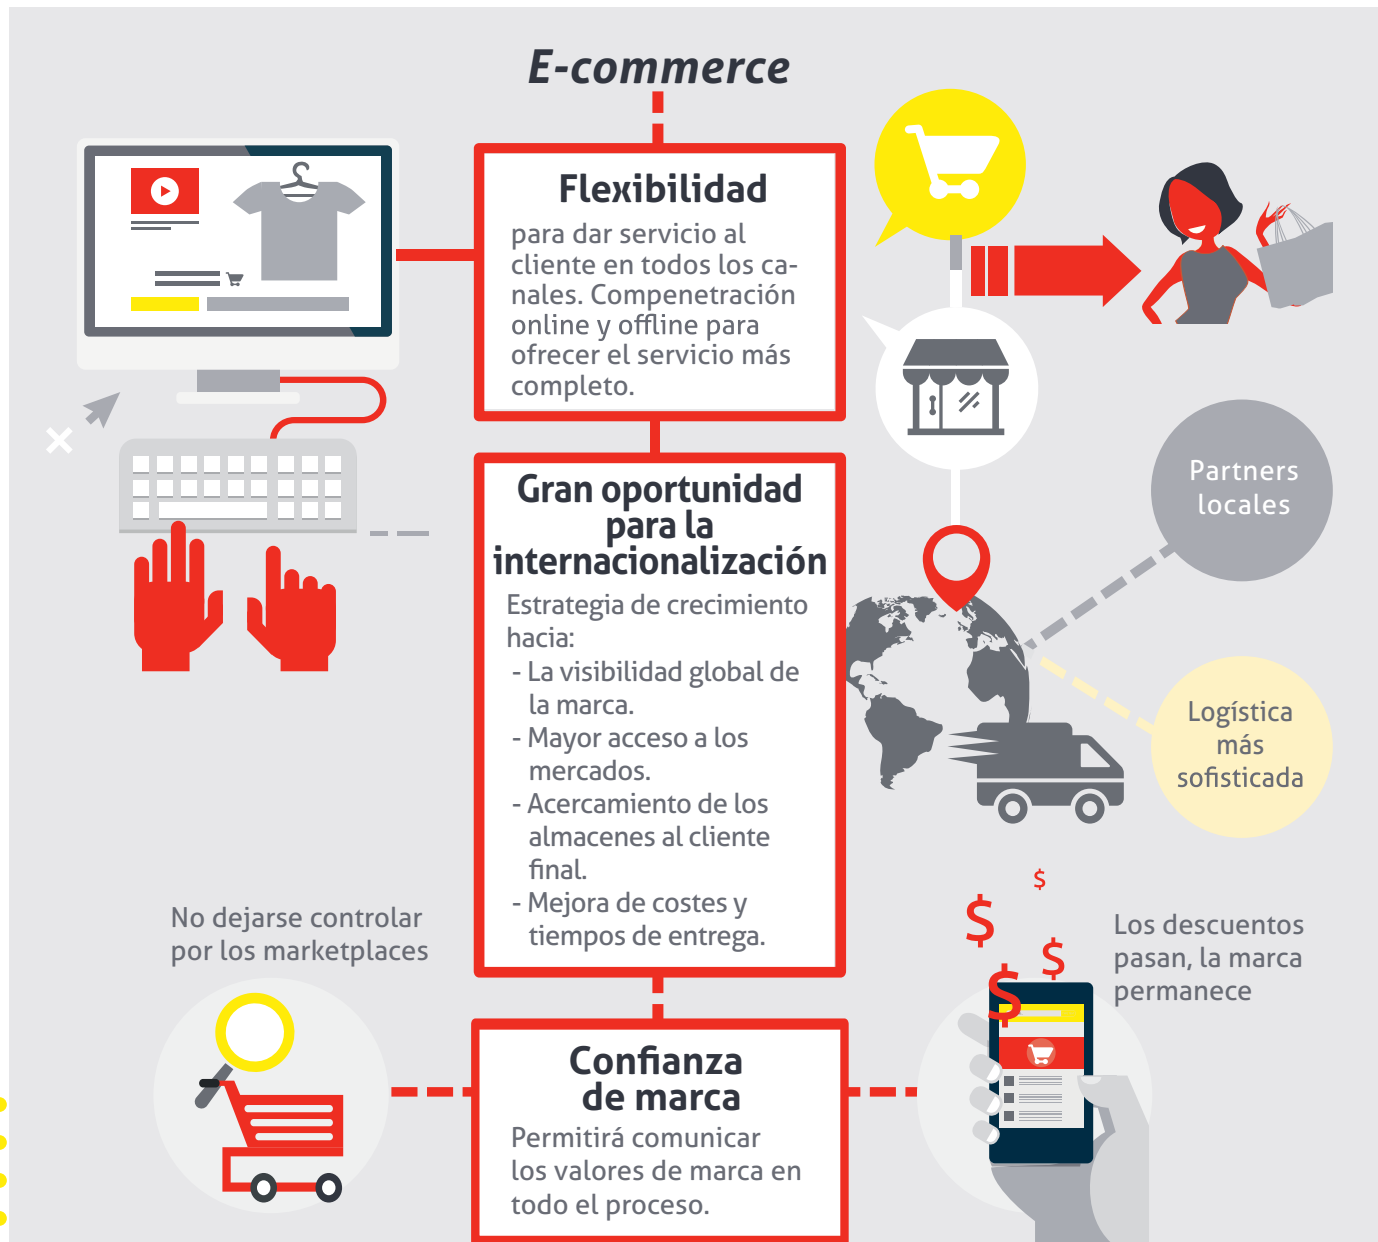 E-commerce
Flexibilidad
para dar servicio al
cliente en todos los ca-
nales. Compenetración
online y offline para
ofrecer el servicio más
completo.
Gran oportunidad
para la
internacionalización
Estrategia de crecimiento
hacia:
- La visibilidad global de
la marca.
- Mayor acceso a los
mercados.
- Acercamiento de los
almacenes al cliente
final.
- Mejora de costes y
tiempos de entrega.
Partners
locales
Logística
más
sofisticada
No dejarse controlar
por los marketplaces
$
$
$
$
Los descuentos
pasan, la marca
permanece
Confianza
de marca
Permitirá comunicar
los valores de marca en
todo el proceso.